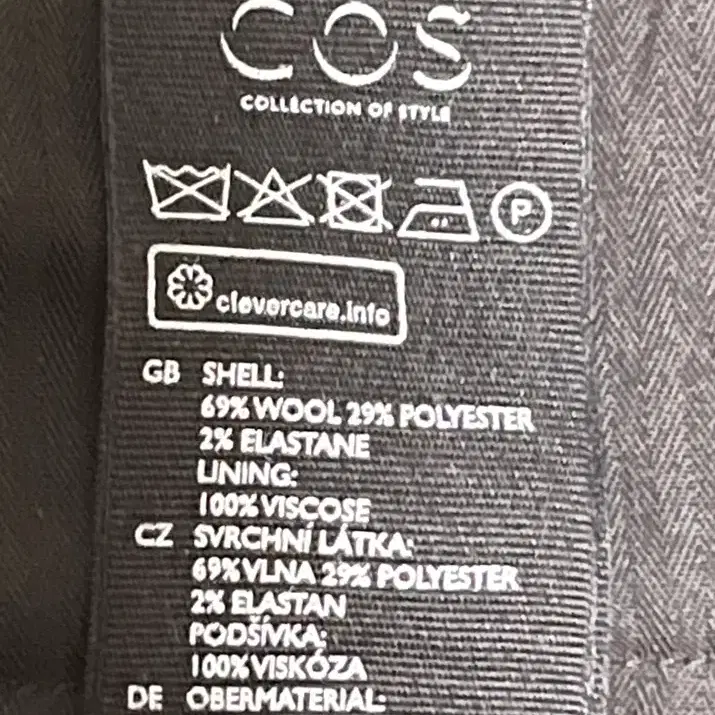 COS
COLLECTION OF STYLE
P
clevercare.info
GB SHELL:
69% WOOL 29% POLYESTER
2% ELASTANE
LINING:
100% VISCOSE
CZ SVRCHNÍ LÁTKA:
69% VLNA 29% POLYESTER
2% ELASTAN
PODŠÍVKA:
100% VISKÓZA
DE OBERMATERIAL: